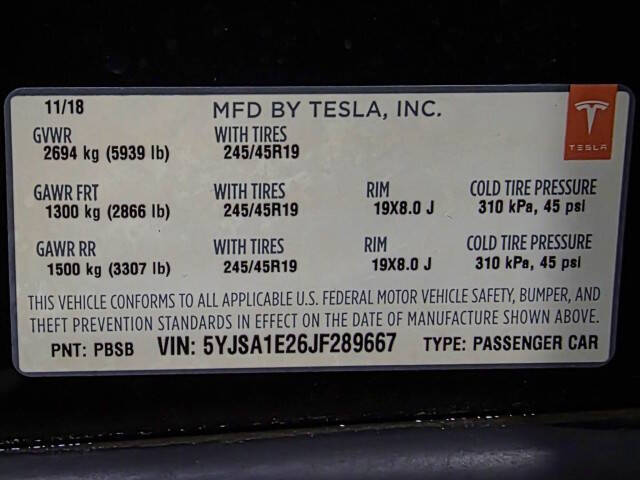 11/18 MFD BY TESLA, INC.
TESLA
GVWR WITH TIRES
2694 kg (5939 lb) 245/45R19
GAWR FRT WITH TIRES RIM COLD TIRE PRESSURE
1300 kg (2866 lb) 245/45R19 19X8.0 J 310 kPa, 45 psi
GAWR RR WITH TIRES RIM COLD TIRE PRESSURE
1500 kg (3307 lb) 245/45R19 19X8.0 J 310 kPa, 45 psi
THIS VEHICLE CONFORMS TO ALL APPLICABLE U.S. FEDERAL MOTOR VEHICLE SAFETY, BUMPER, AND
THEFT PREVENTION STANDARDS IN EFFECT ON THE DATE OF MANUFACTURE SHOWN ABOVE.
PNT: PBSB VIN: 5YJSA1E26JF289667 TYPE: PASSENGER CAR